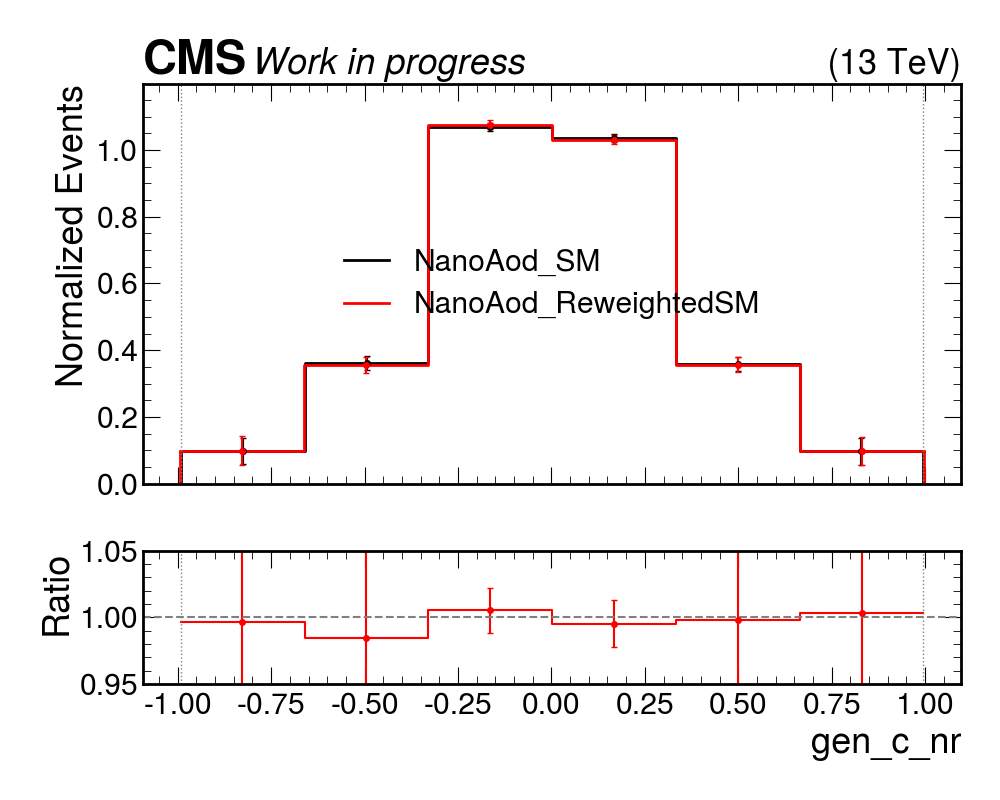 CMS Work in progress (13 TeV)
Normalized Events
1.0
0.8
0.6
0.4
0.2
0.0
NanoAod_SM
NanoAod_ReweightedSM
Ratio
1.05
1.00
0.95
-1.00 -0.75 -0.50 -0.25 0.00 0.25 0.50 0.75 1.00
gen_c_nr